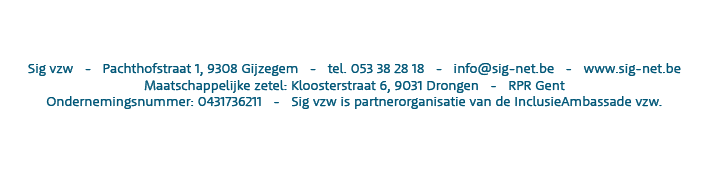 Sig vzw - Pachthofstraat 1, 9308 Gijzegem - tel. 053 38 28 18 - info@sig-net.be - www.sig-net.be
Maatschappelijke zetel: Kloosterstraat 6, 9031 Drongen - RPR Gent
Ondernemingsnummer: 0431736211 - Sig vzw is partnerorganisatie van de InclusieAmbassade vzw.